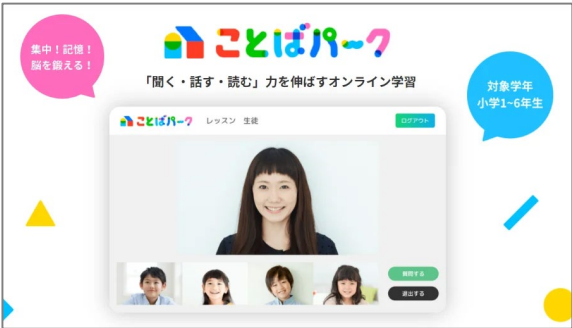 集中！記憶！
脳を鍛える！
ことばパーク
「聞く・話す・読む」力を伸ばすオンライン学習
対象学年
小学1~6年生
ことばパーク レッスン 生徒 ログアウト
質問する
退出する